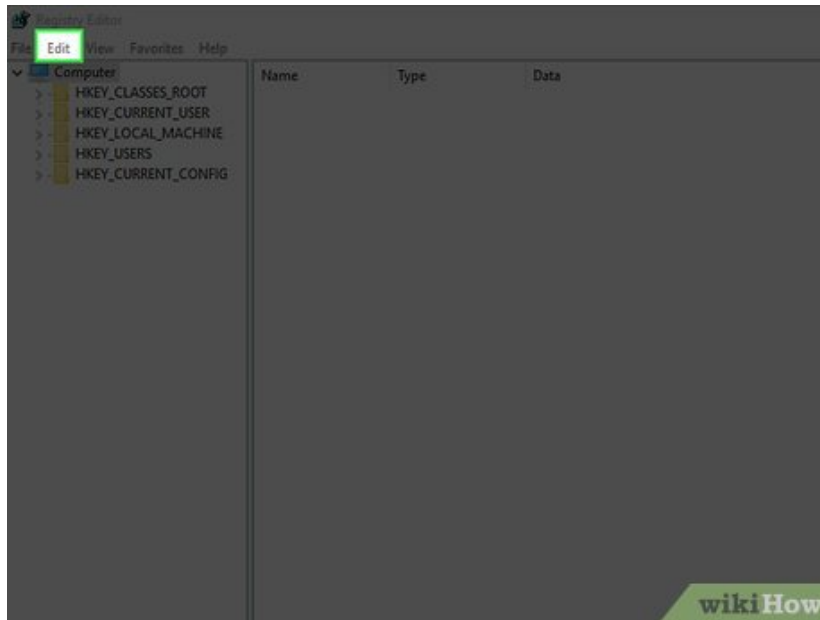 Registry Editor
File Edit View Favorites Help
Computer
HKEY_CLASSES_ROOT
HKEY_CURRENT_USER
HKEY_LOCAL_MACHINE
HKEY_USERS
HKEY_CURRENT_CONFIG
Name Type Data
wikiHow